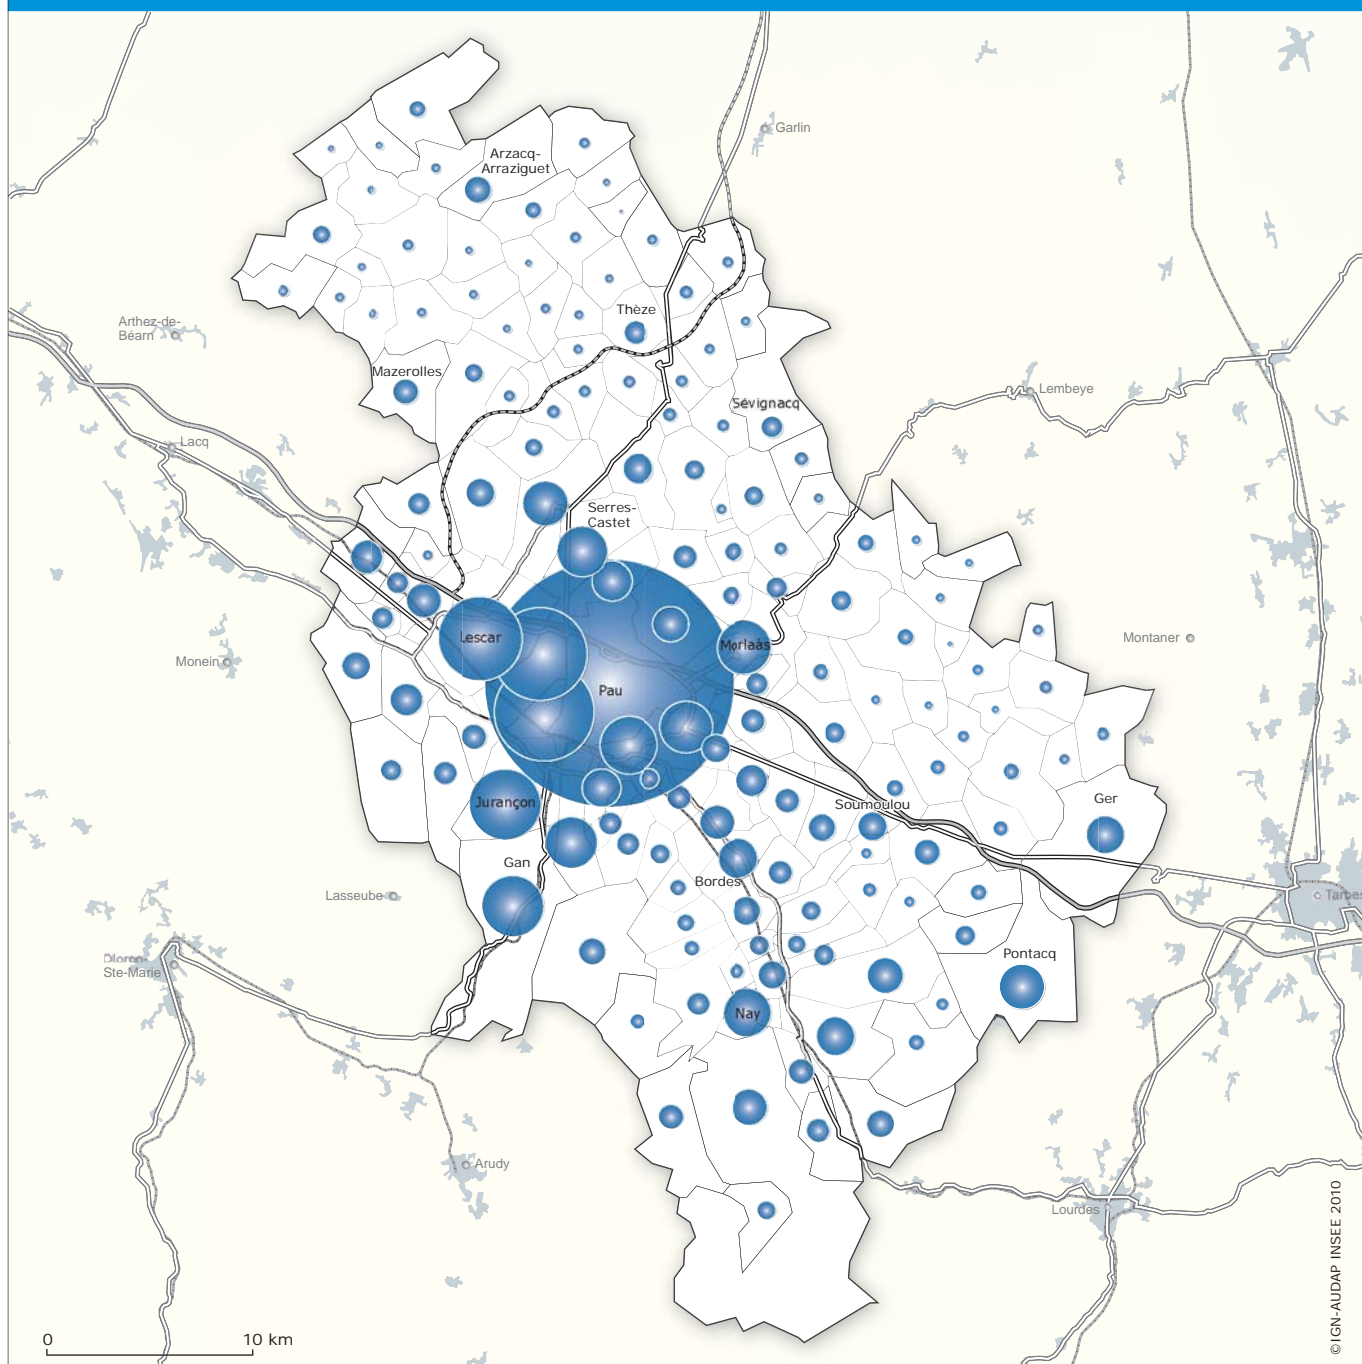 Garlin
Arzacq-
Arraziguet
Thèze
Arthez-de-
Béarn
Mazerolles
Lembeye
Sévignacq
Lacq
Serres-
Castet
Lescar
Morlaàs
Montaner
Monein
Pau
Jurançon
Soumoulou
Ger
Gan
Bordes
Lasseube
Tarbes
Oloron-
Ste-Marie
Pontacq
Nay
Arudy
Lourdes
©IGN-AUDAP INSEE 2010
0 10 km